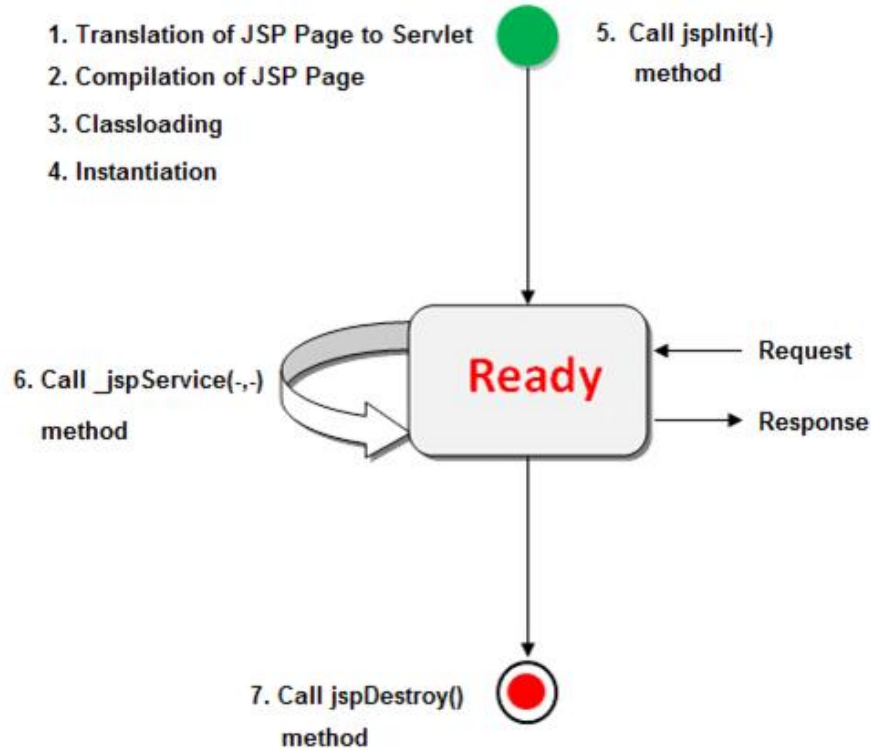 1. Translation of JSP Page to Servlet
2. Compilation of JSP Page
3. Classloading
4. Instantiation
5. Call jspInit(-)
method
Ready
Request
Response
6. Call _jspService(-,-)
method
7. Call jspDestroy()
method